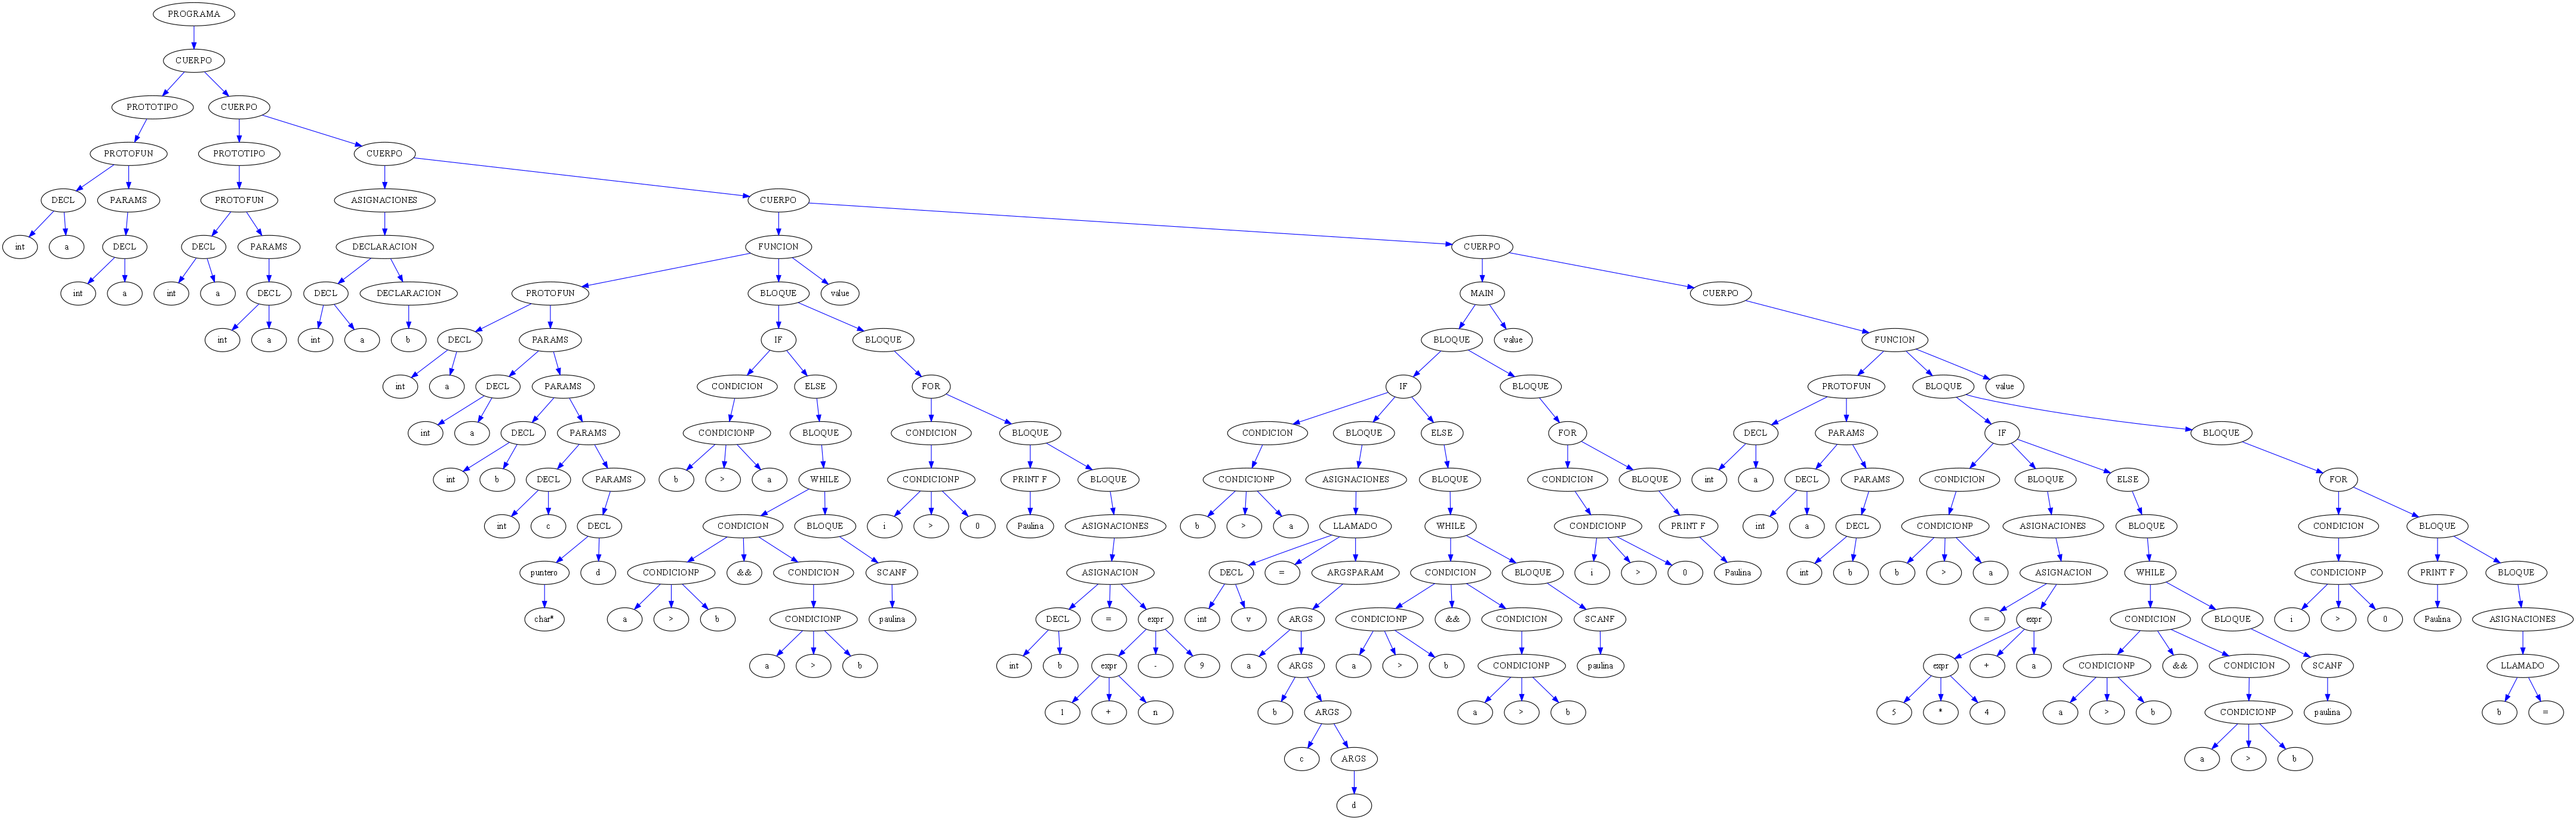 PROGRAMA
CUERPO
PROTOTIPO CUERPO
PROTOFUN PROTOTIPO CUERPO
DECL PARAMS PROTOFUN ASIGNACIONES CUERPO
int a DECL DECL PARAMS DECLARACION FUNCION CUERPO
int a int a DECL DECL DECLARACION PROTOFUN BLOQUE value MAIN CUERPO
int a int a b DECL PARAMS IF BLOQUE BLOQUE value FUNCION
int a DECL PARAMS CONDICION ELSE FOR IF BLOQUE PROTOFUN BLOQUE value
int a DECL PARAMS CONDICIONP BLOQUE CONDICION BLOQUE CONDICION BLOQUE ELSE FOR DECL PARAMS IF BLOQUE
int b DECL PARAMS b > a WHILE CONDICIONP PRINT F BLOQUE CONDICIONP ASIGNACIONES BLOQUE CONDICION BLOQUE int a DECL PARAMS CONDICION BLOQUE ELSE FOR
int c DECL CONDICION BLOQUE i > 0 Paulina ASIGNACIONES b > a LLAMADO WHILE CONDICIONP PRINT F int a DECL CONDICIONP ASIGNACIONES BLOQUE CONDICION BLOQUE
puntero d CONDICIONP && CONDICION SCANF ASIGNACION DECL = ARGSPARAM CONDICION BLOQUE i > 0 Paulina int b b > a ASIGNACION WHILE CONDICIONP PRINT F BLOQUE
char* a > b CONDICIONP paulina DECL = expr int v ARGS CONDICIONP && CONDICION SCANF = expr CONDICION BLOQUE i > 0 Paulina ASIGNACIONES
a > b int b expr - 9 a ARGS a > b CONDICIONP paulina expr + a CONDICIONP && CONDICION SCANF LLAMADO
1 + n b ARGS a > b 5 * 4 a > b CONDICIONP paulina b =
c ARGS a > b
d